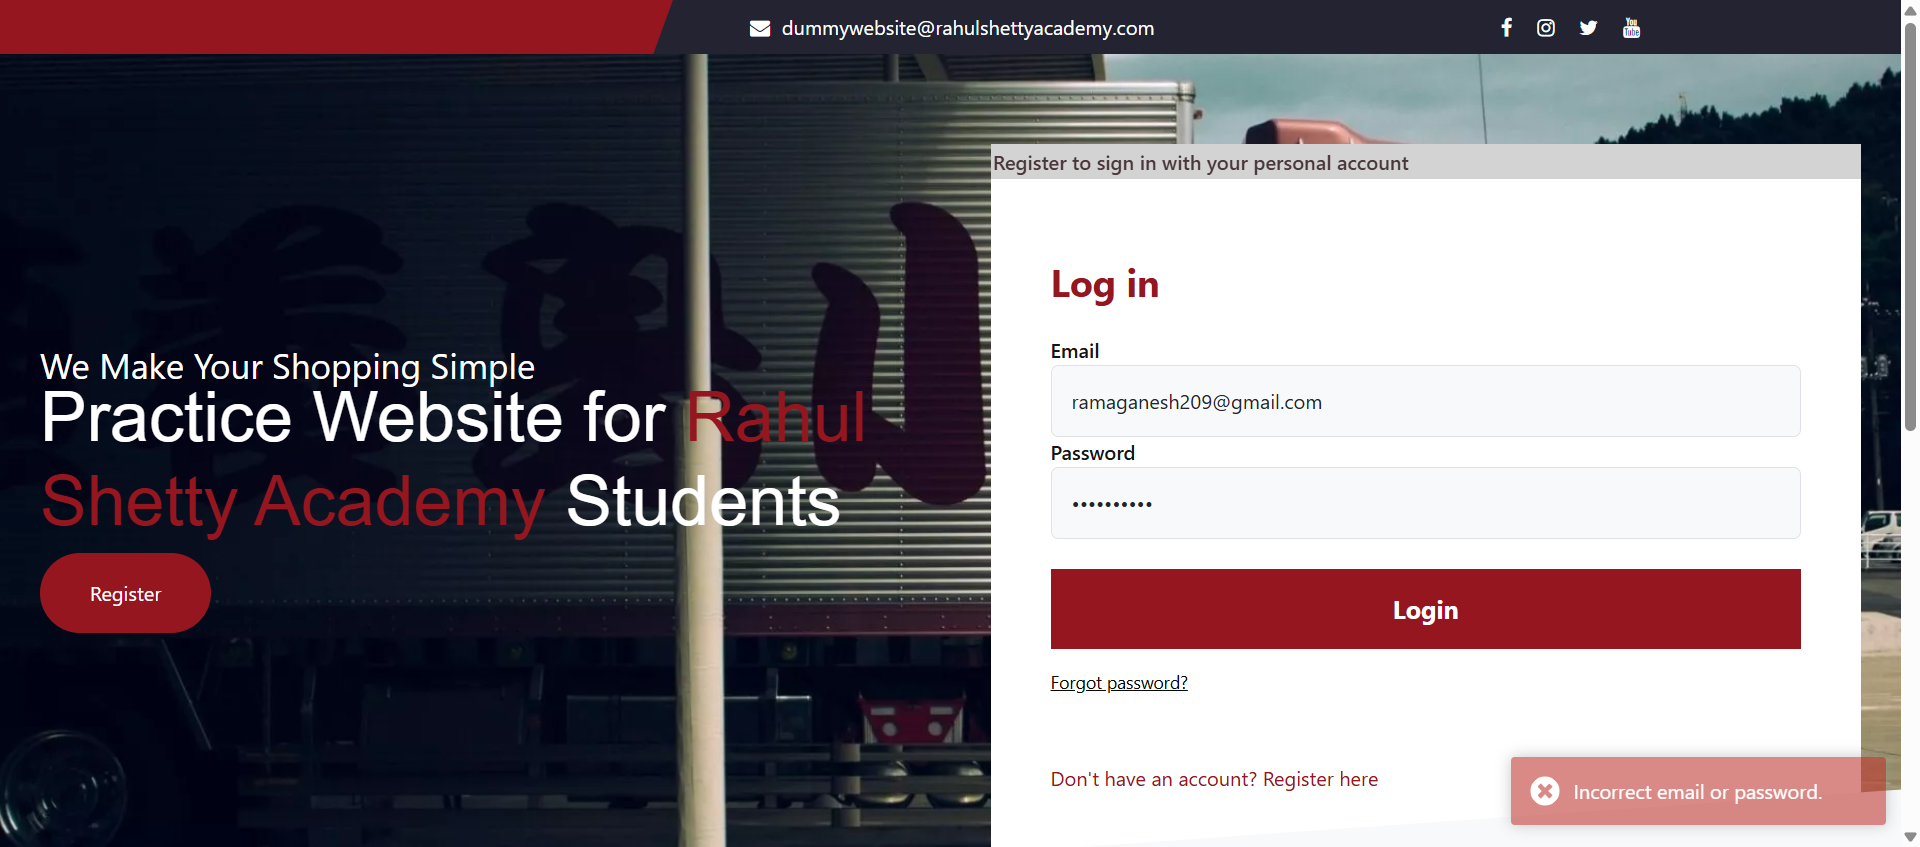 dummywebsite@rahulshettyacademy.com
Register to sign in with your personal account
We Make Your Shopping Simple
Practice Website for Rahul
Shetty Academy Students
Register
Log in
Email
ramaganesh209@gmail.com
Password
••••••••••
Login
Forgot password?
Don't have an account? Register here
Incorrect email or password.